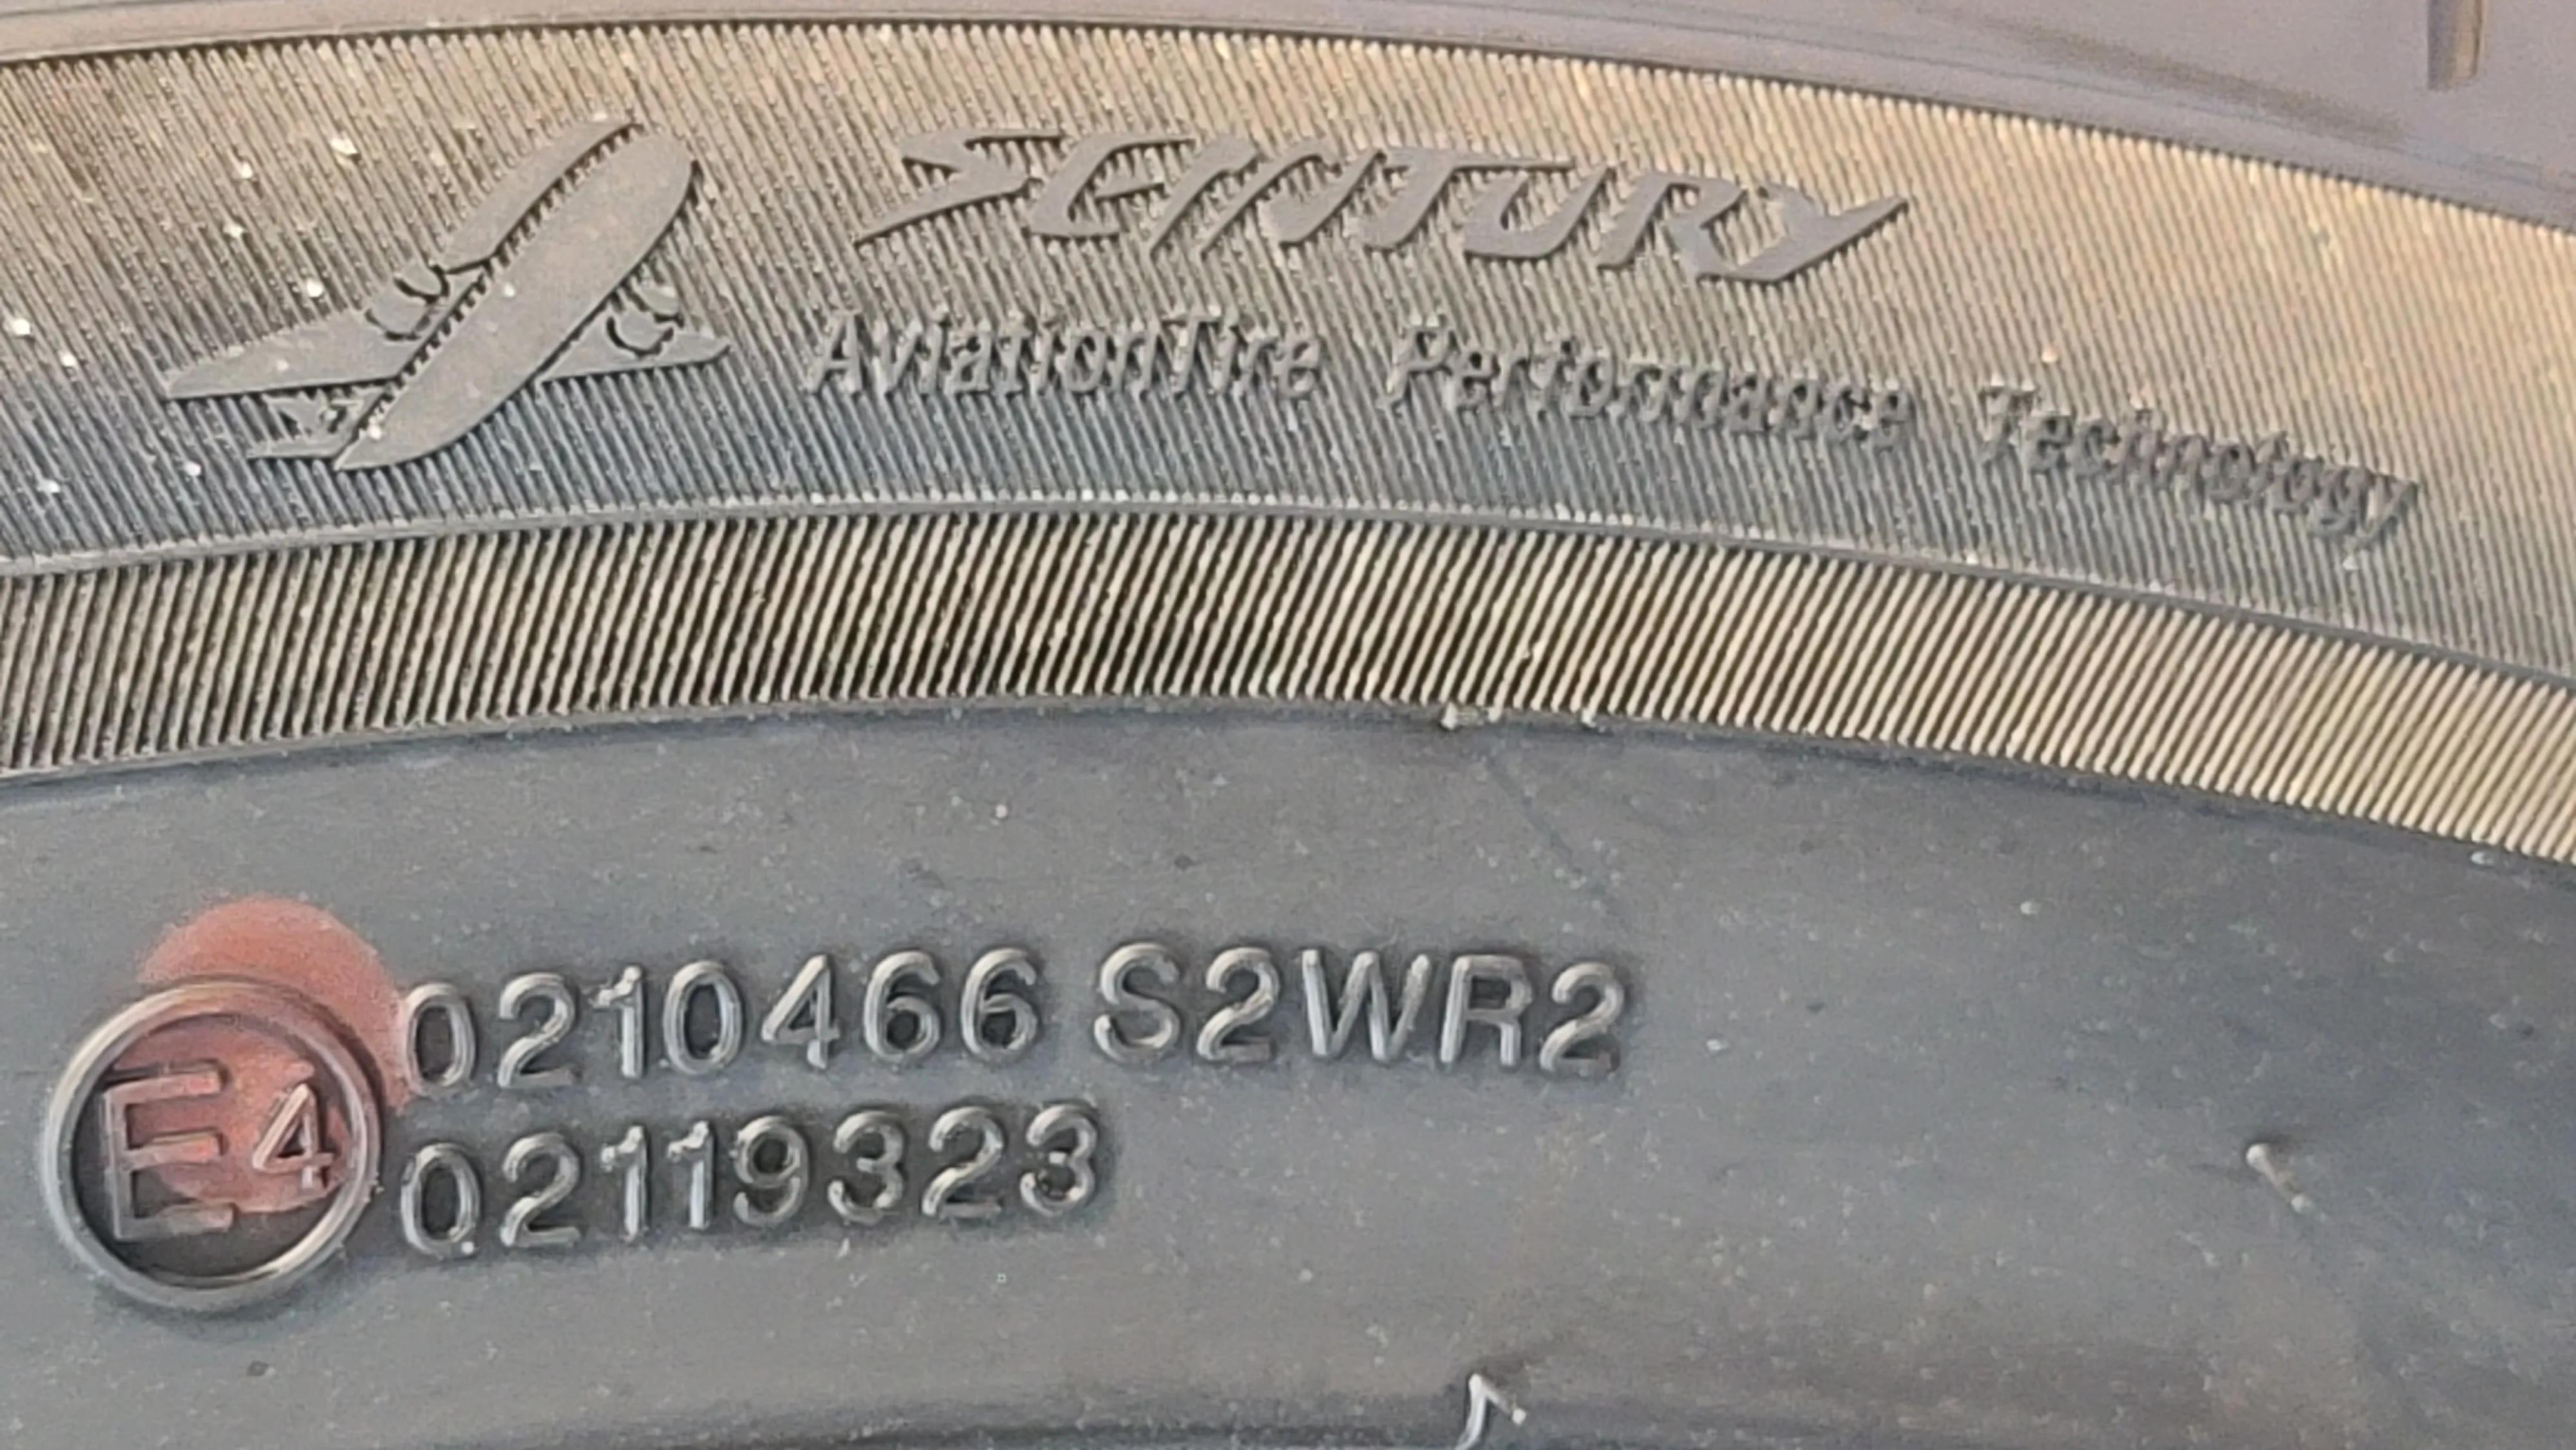 SENTURY
AviationTire Performance Technology
0210466 S2WR2
E4
02119323